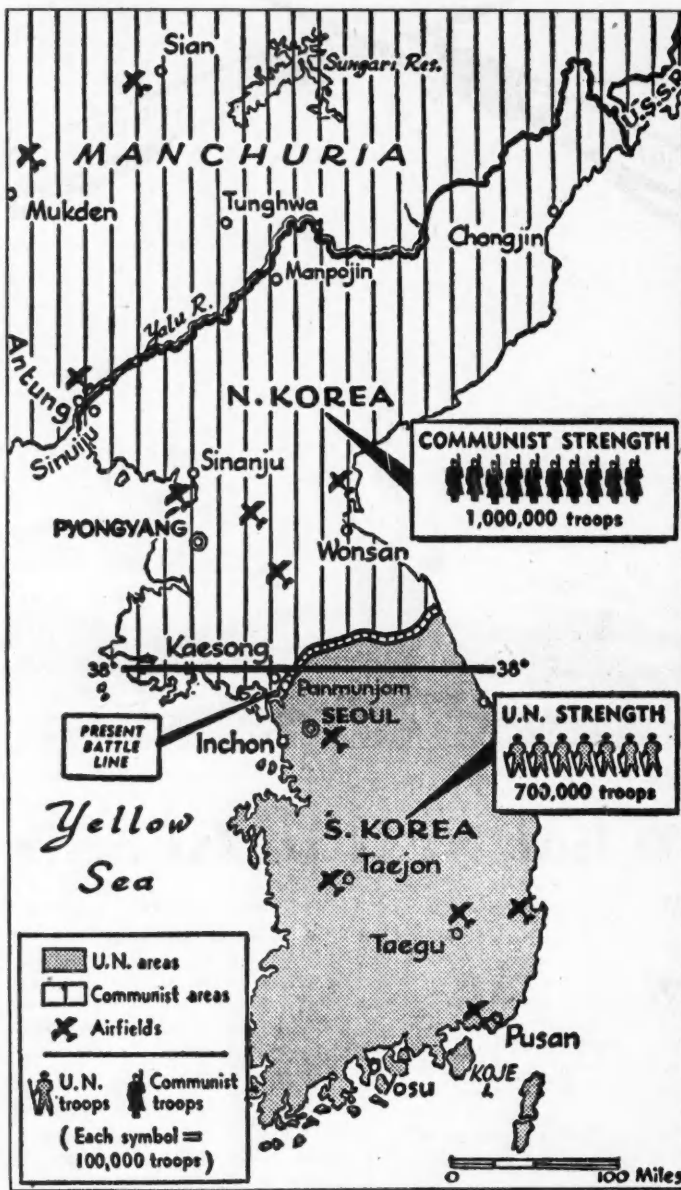 Sian
Sungari Res.
U.S.S.R.
MANCHURIA
Mukden
Tunghwa
Chongjin
Manpojin
Yalu R.
Antung
N. KOREA
Sinuiju
COMMUNIST STRENGTH
1,000,000 troops
Sinanju
PYONGYANG
Wonsan
Kaesong
38°
38°
Panmunjom
SEOUL
U.N. STRENGTH
700,000 troops
PRESENT
BATTLE
LINE
Inchon
Yellow
Sea
S. KOREA
Taejon
Taegu
Pusan
Yosu
KOJE
I.
U.N. areas
Communist areas
Airfields
U.N.
troops
Communist
troops
(Each symbol =
100,000 troops)
0 100 Miles